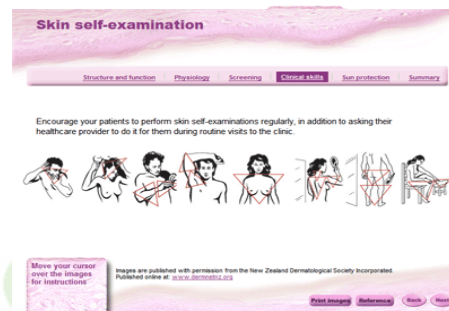 Skin self-examination
Structure and function Physiology Screening Clinical skills Sun protection Summary
Encourage your patients to perform skin self-examinations regularly, in addition to asking their
healthcare provider to do it for them during routine visits to the clinic.
Move your cursor
over the images
for instructions
Images are published with permission from the New Zealand Dermatological Society Incorporated.
Published online at: www.dermnetnz.org
Print images Reference Back Next